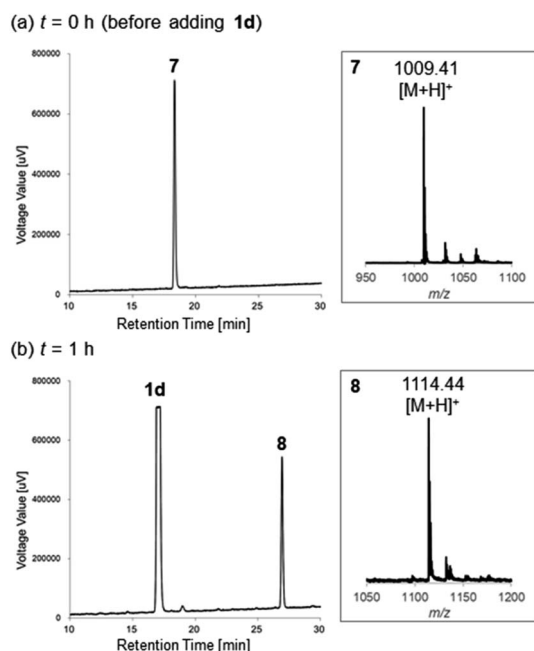 (a) t = 0 h (before adding 1d)
7
Voltage Value [uV]
800000
600000
400000
200000
0
10 15 20 25 30
Retention Time [min]
7 1009.41
[M+H]+
950 1000 1050 1100
m/z
(b) t = 1 h
1d
8
Voltage Value [uV]
800000
600000
400000
200000
0
10 15 20 25 30
Retention Time [min]
8 1114.44
[M+H]+
1050 1100 1150 1200
m/z